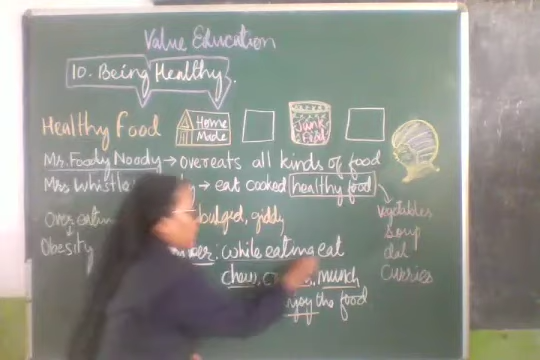 Value Education
10. Being Healthy.
Healthy Food
Home Made
Junk Food
Mr. Foody Noody → overeats all kinds of food
Mrs Whistle → eat cooked healthy food
Vegetables
Soup
dal
Curries
Over eating bulged, giddy
Obesity
: while eating eat
chew, munch
the food